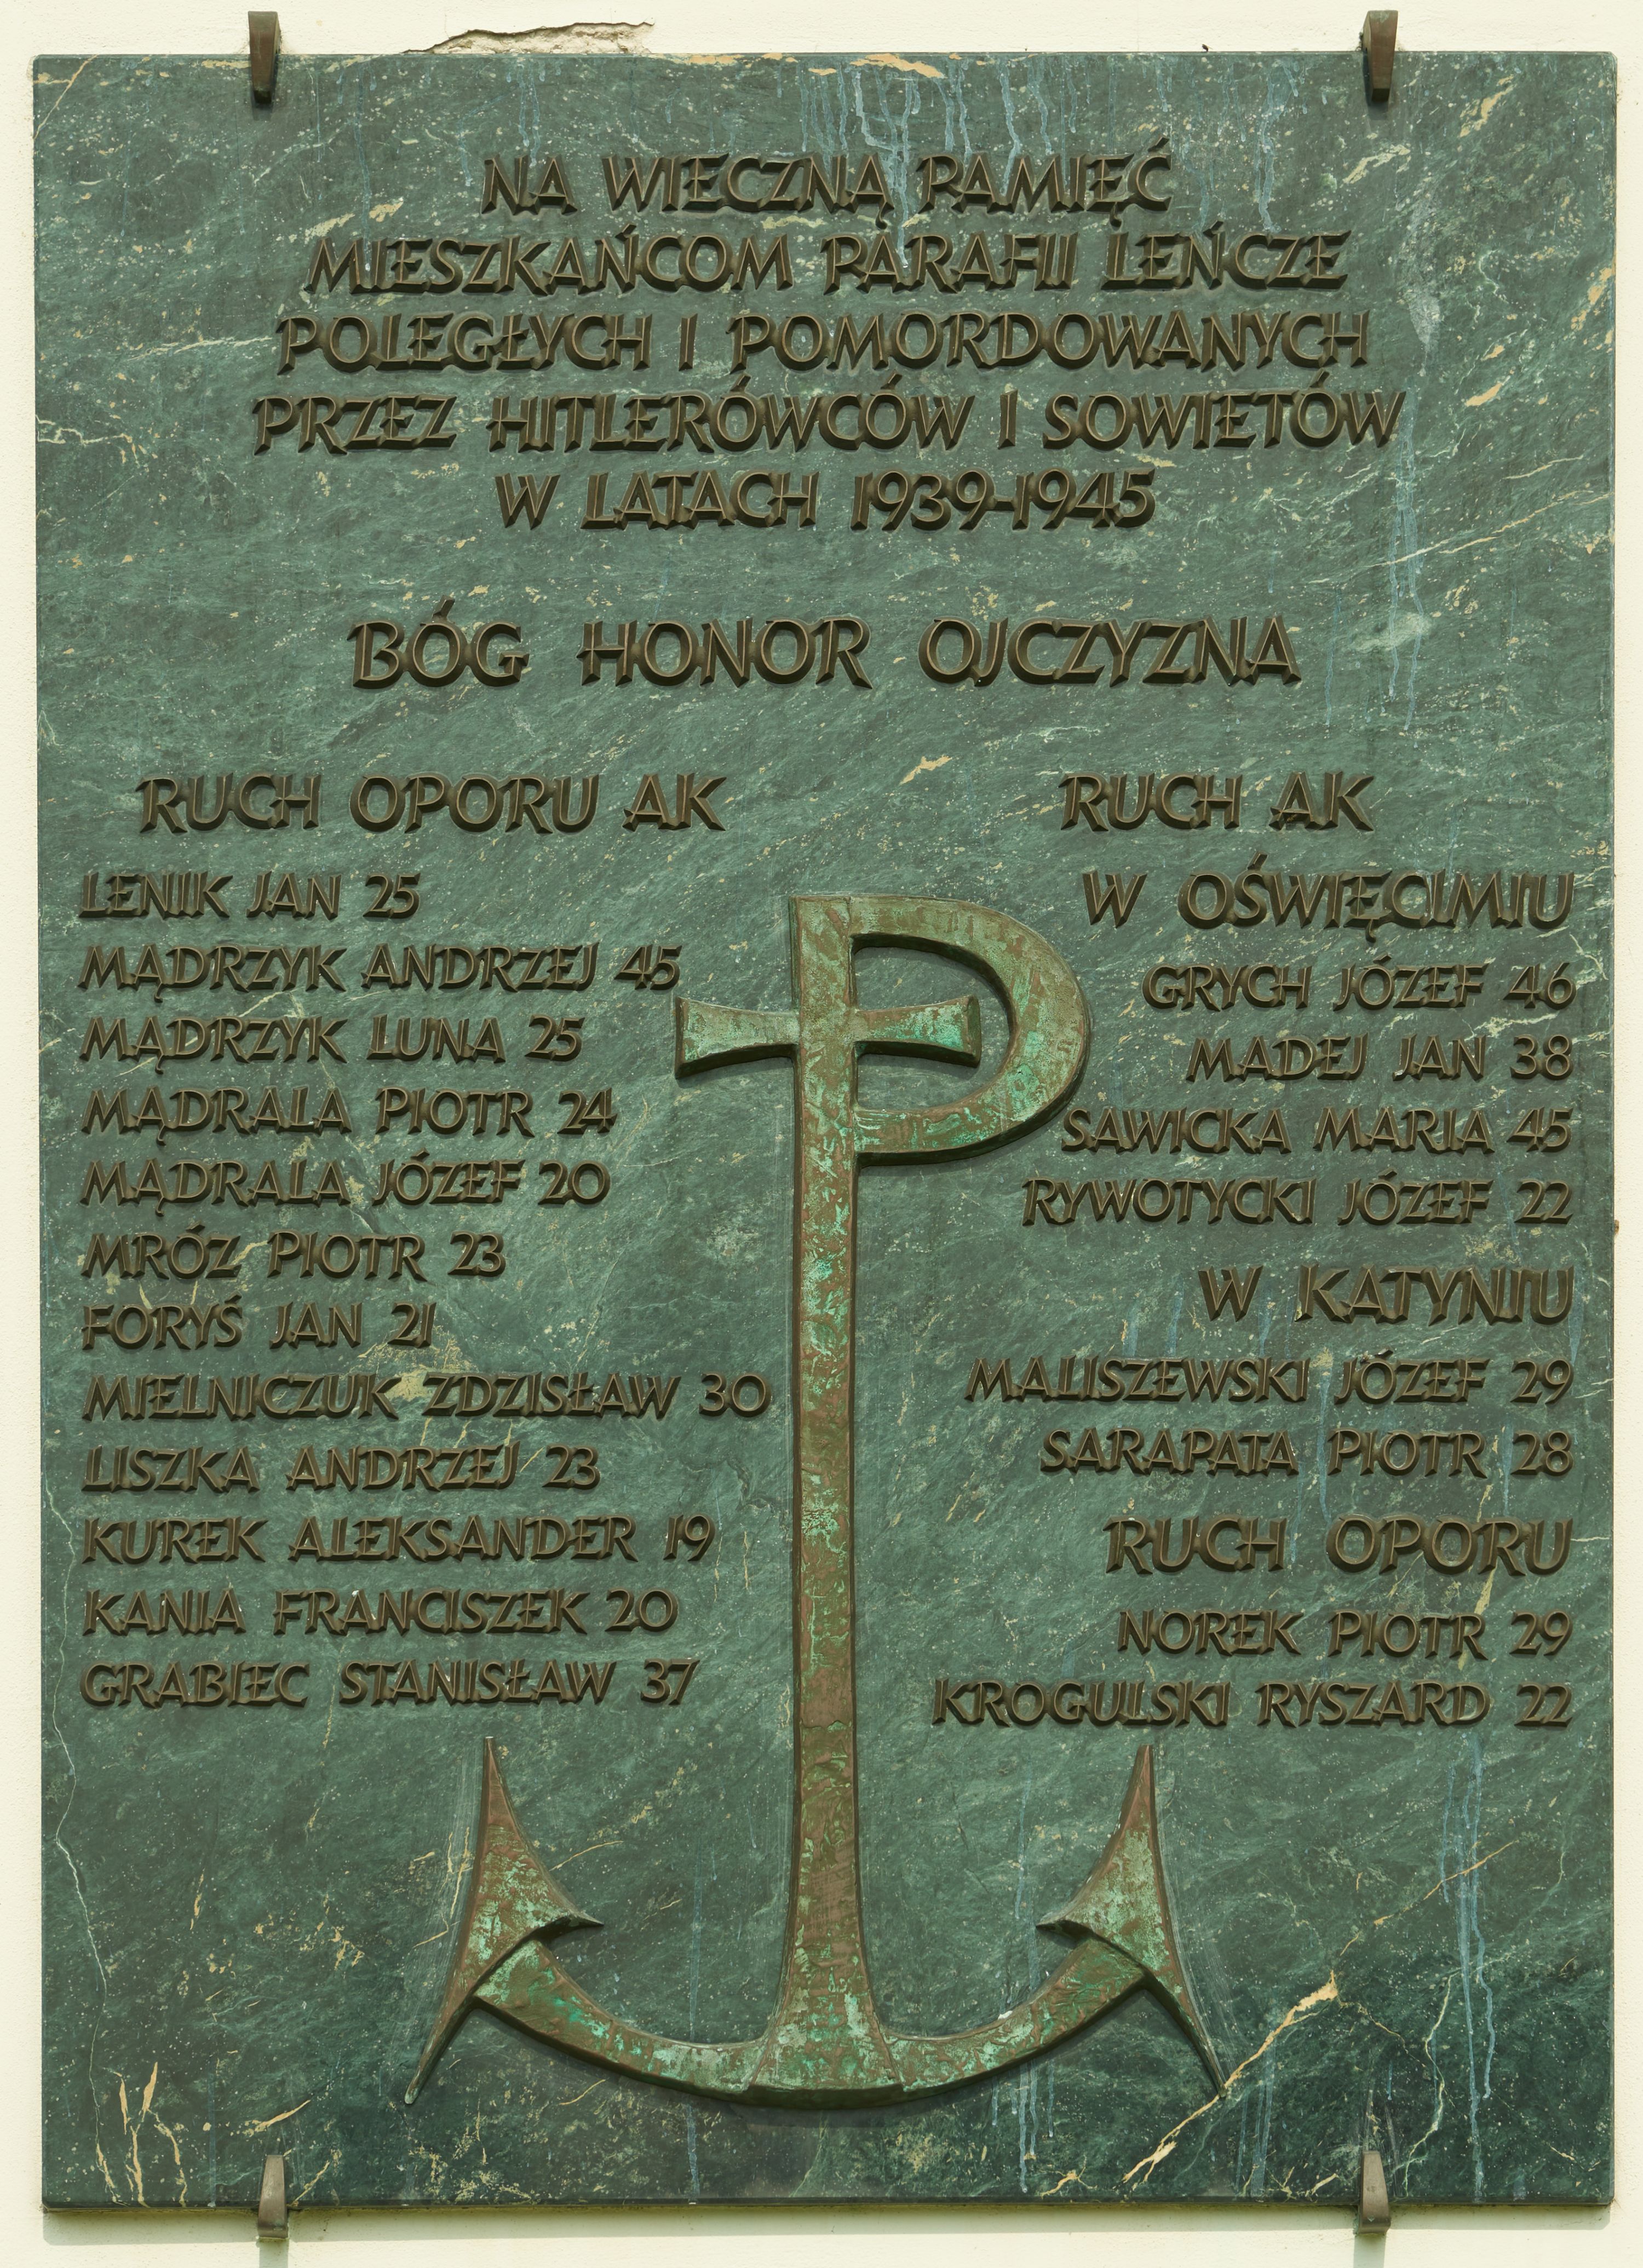 NA WIECZNĄ PAMIĘĆ
MIESZKAŃCOM PARAFII LEŃCZE
POLEGŁYCH I POMORDOWANYCH
PRZEZ HITLERÓWCÓW I SOWIETÓW
W LATACH 1939-1945
BÓG HONOR OJCZYZNA
RUCH OPORU AK
LENIK JAN 25
MĄDRZYK ANDRZEJ 45
MĄDRZYK LUNA 25
MĄDRALA PIOTR 24
MĄDRALA JÓZEF 20
MRÓZ PIOTR 23
FORYŚ JAN 21
MIELNICZUK ZDZISŁAW 30
LISZKA ANDRZEJ 23
KUREK ALEKSANDER 19
KANIA FRANCISZEK 20
GRABIEC STANISŁAW 37
RUCH AK
W OŚWIĘCIMIU
GRYCH JÓZEF 46
MADEJ JAN 38
SAWICKA MARIA 45
RYWOTYCKI JÓZEF 22
W KATYNIU
MALISZEWSKI JÓZEF 29
SARAPATA PIOTR 28
RUCH OPORU
NOREK PIOTR 29
KROGULSKI RYSZARD 22